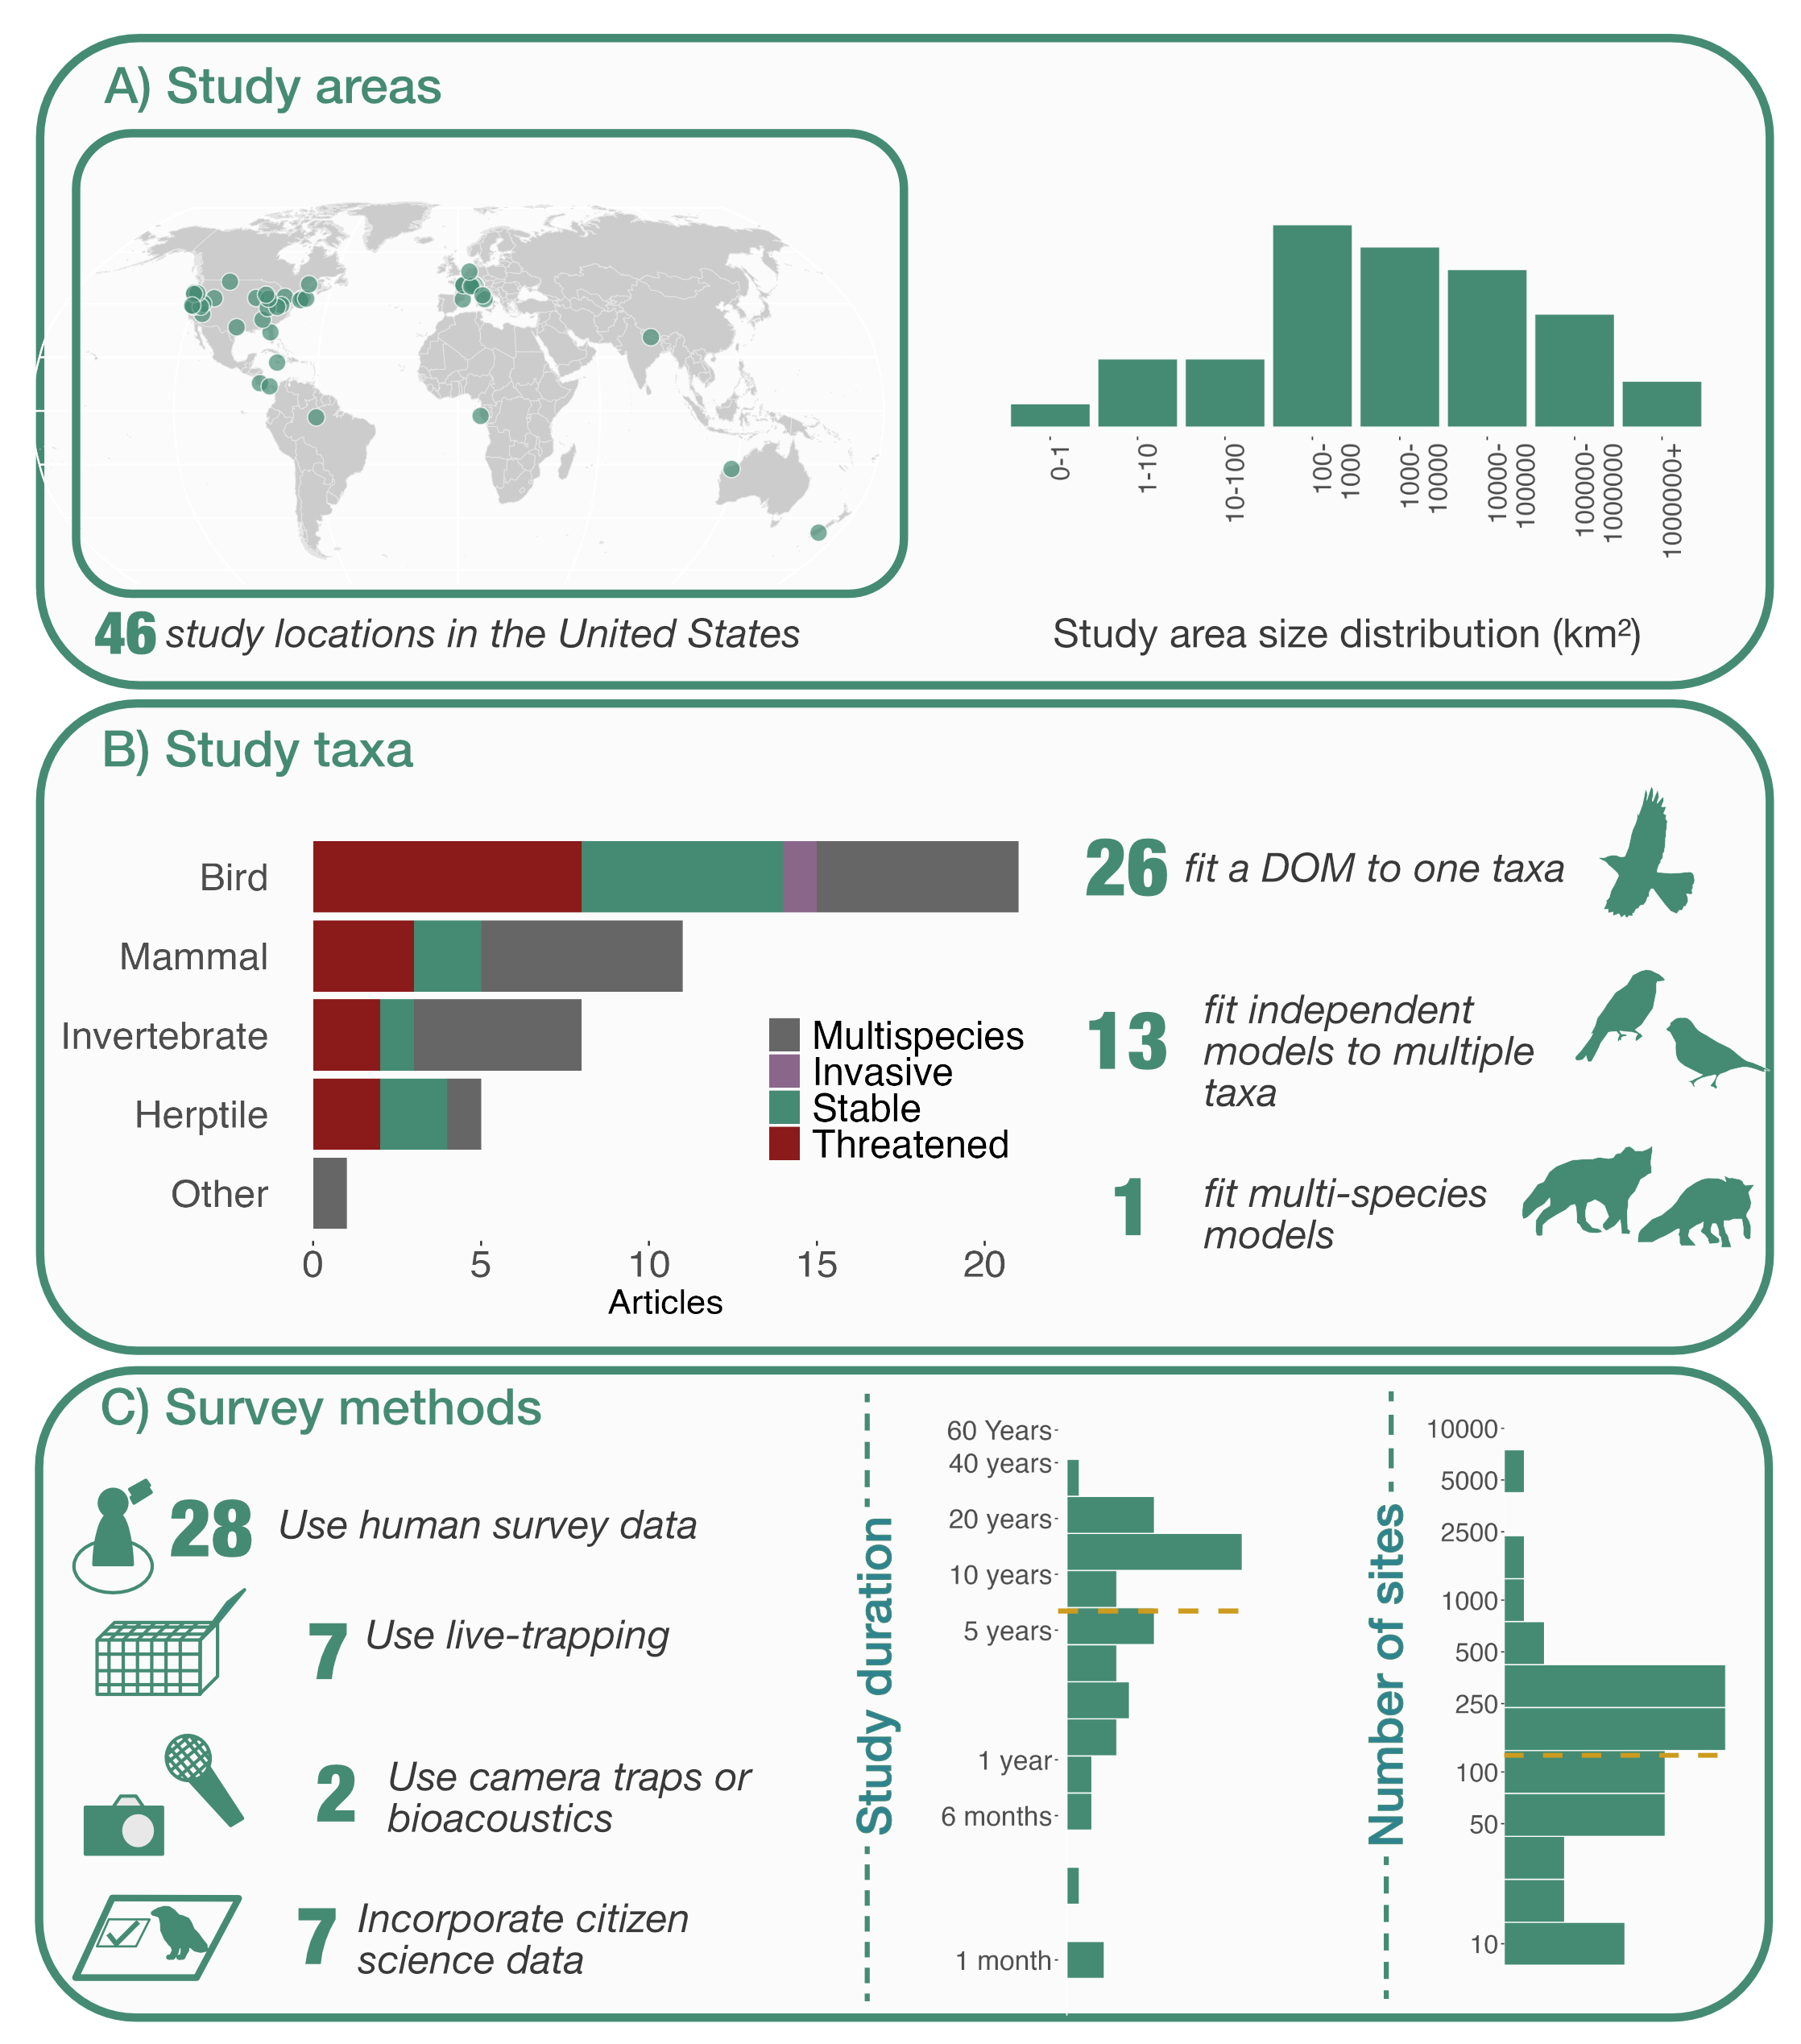 A) Study areas
46 study locations in the United States
0-1
1-10
10-100
100-
1000
1000-
10000
10000-
100000
100000-
1000000
1000000+
Study area size distribution (km²)
B) Study taxa
Bird
Mammal
Invertebrate
Herptile
Other
0 5 10 15 20
Articles
Multispecies
Invasive
Stable
Threatened
26 fit a DOM to one taxa
13 fit independent
models to multiple
taxa
1 fit multi-species
models
C) Survey methods
28 Use human survey data
7 Use live-trapping
2 Use camera traps or
bioacoustics
7 Incorporate citizen
science data
Study duration
60 Years
40 years
20 years
10 years
5 years
1 year
6 months
1 month
Number of sites
10000
5000
2500
1000
500
250
100
50
10